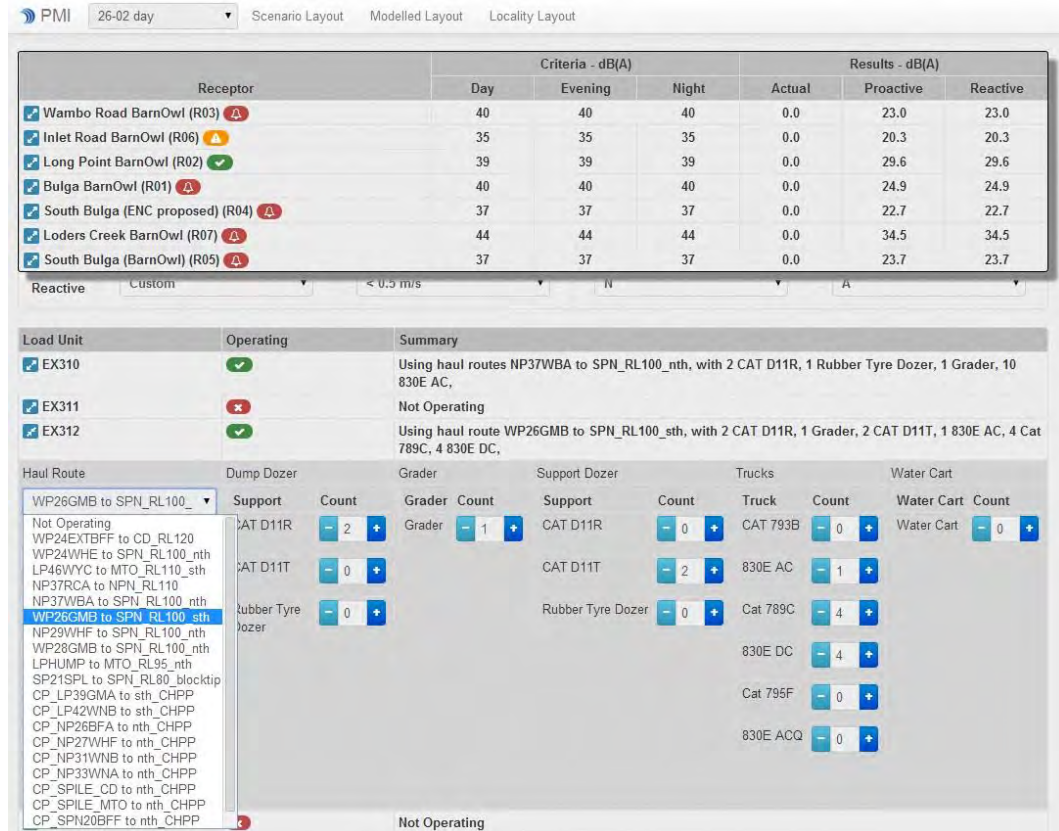 PMI 26-02 day Scenario Layout Modelled Layout Locality Layout
Criteria - dB(A) Results - dB(A)
Receptor Day Evening Night Actual Proactive Reactive
Wambo Road BarnOwl (R03) 40 40 40 0.0 23.0 23.0
Inlet Road BarnOwl (R06) 35 35 35 0.0 20.3 20.3
Long Point BarnOwl (R02) 39 39 39 0.0 29.6 29.6
Bulga BarnOwl (R01) 40 40 40 0.0 24.9 24.9
South Bulga (ENC proposed) (R04) 37 37 37 0.0 22.7 22.7
Loders Creek BarnOwl (R07) 44 44 44 0.0 34.5 34.5
South Bulga (BarnOwl) (R05) 37 37 37 0.0 23.7 23.7
Reactive Custom < 0.5 m/s N A
Load Unit Operating Summary
EX310 Using haul routes NP37WBA to SPN_RL100_nth, with 2 CAT D11R, 1 Rubber Tyre Dozer, 1 Grader, 10
830E AC,
EX311 Not Operating
EX312 Using haul route WP26GMB to SPN_RL100_sth, with 2 CAT D11R, 1 Grader, 2 CAT D11T, 1 830E AC, 4 Cat
789C, 4 830E DC,
Haul Route Dump Dozer Grader Support Dozer Trucks Water Cart
WP26GMB to SPN_RL100_ Support Count Grader Count Support Count Truck Count Water Cart Count
Not Operating
CAT D11R - 2 + Grader - 1 + CAT D11R - 0 + CAT 793B - 0 + Water Cart - 0 +
WP24EXTBFF to CD_RL120
WP24WHE to SPN_RL100_nth
LP46WYC to MTO_RL110_sth
CAT D11T - 0 + CAT D11T - 2 + 830E AC - 1 +
NP37RCA to NPN_RL110
NP37WBA to SPN_RL100_nth
WP26GMB to SPN_RL100_sth
Rubber Tyre - 0 + Rubber Tyre Dozer - 0 + Cat 789C - 4 +
Dozer
NP29WHF to SPN_RL100_nth
WP28GMB to SPN_RL100_nth
830E DC - 4 +
LPHUMP to MTO_RL95_nth
SP21SPL to SPN_RL80_blocktip
CP_LP39GMA to sth_CHPP
Cat 795F - 0 +
CP_LP42WNB to sth_CHPP
CP_NP26BFA to nth_CHPP
830E ACQ - 0 +
CP_NP27WHF to nth_CHPP
CP_NP31WNB to nth_CHPP
CP_NP33WNA to nth_CHPP
CP_SPILE_CD to nth_CHPP
CP_SPILE_MTO to nth_CHPP
CP_SPN20BFF to nth_CHPP
Not Operating